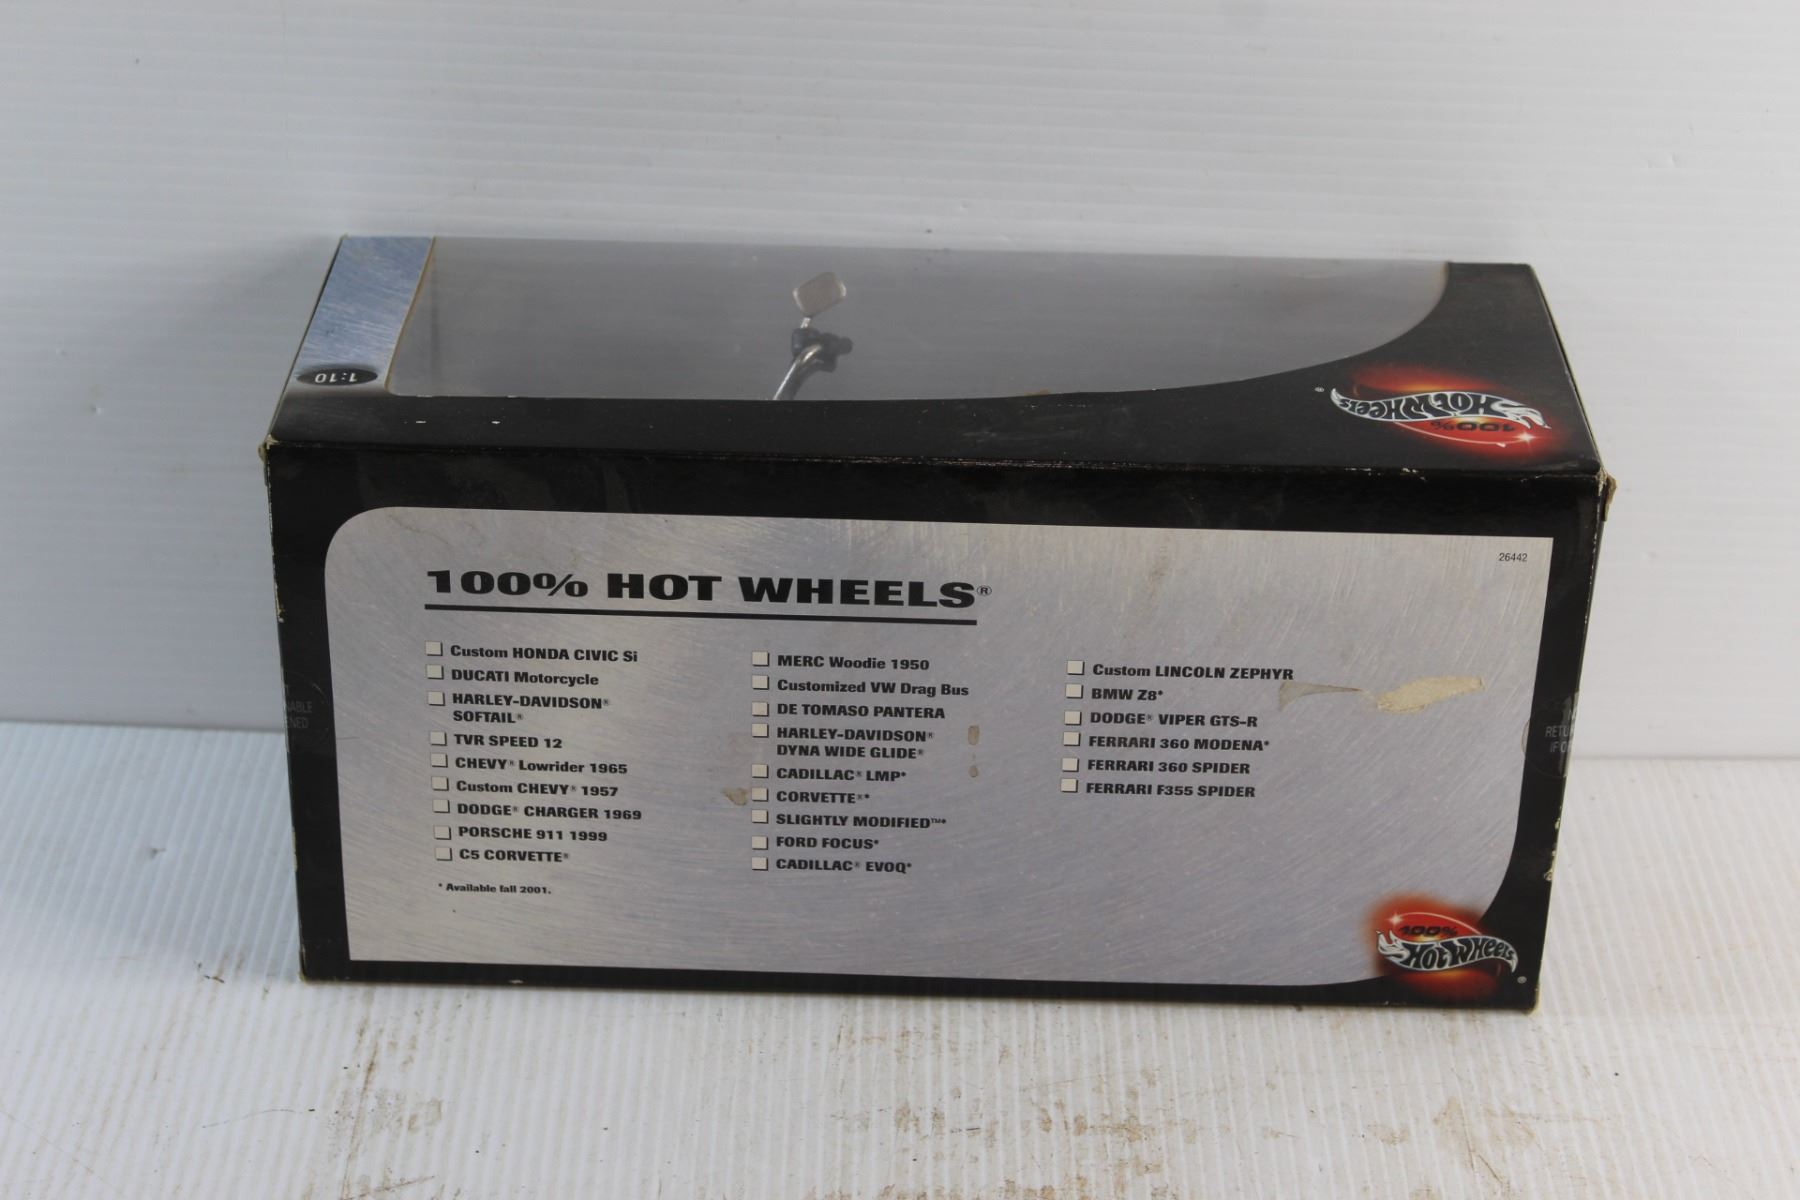 1:10
100%
HOT WHEELS®
26442
100% HOT WHEELS®
Custom HONDA CIVIC Si
DUCATI Motorcycle
HARLEY-DAVIDSON®
SOFTAIL®
TVR SPEED 12
CHEVY® Lowrider 1965
Custom CHEVY® 1957
DODGE® CHARGER 1969
PORSCHE 911 1999
C5 CORVETTE®
* Available fall 2001.
MERC Woodie 1950
Customized VW Drag Bus
DE TOMASO PANTERA
HARLEY-DAVIDSON®
DYNA WIDE GLIDE®
CADILLAC® LMP*
CORVETTE®*
SLIGHTLY MODIFIED™*
FORD FOCUS*
CADILLAC® EVOQ*
Custom LINCOLN ZEPHYR
BMW Z8*
DODGE® VIPER GTS-R
FERRARI 360 MODENA*
FERRARI 360 SPIDER
FERRARI F355 SPIDER
100%
HOT WHEELS®